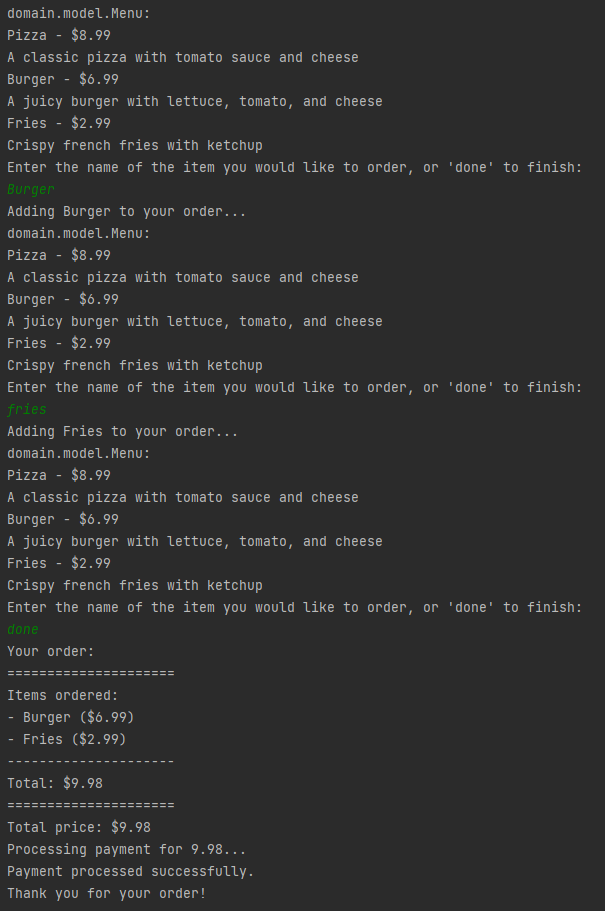 domain.model.Menu:
Pizza - $8.99
A classic pizza with tomato sauce and cheese
Burger - $6.99
A juicy burger with lettuce, tomato, and cheese
Fries - $2.99
Crispy french fries with ketchup
Enter the name of the item you would like to order, or 'done' to finish:
Burger
Adding Burger to your order...
domain.model.Menu:
Pizza - $8.99
A classic pizza with tomato sauce and cheese
Burger - $6.99
A juicy burger with lettuce, tomato, and cheese
Fries - $2.99
Crispy french fries with ketchup
Enter the name of the item you would like to order, or 'done' to finish:
fries
Adding Fries to your order...
domain.model.Menu:
Pizza - $8.99
A classic pizza with tomato sauce and cheese
Burger - $6.99
A juicy burger with lettuce, tomato, and cheese
Fries - $2.99
Crispy french fries with ketchup
Enter the name of the item you would like to order, or 'done' to finish:
done
Your order:
=====================
Items ordered:
- Burger ($6.99)
- Fries ($2.99)
---------------------
Total: $9.98
=====================
Total price: $9.98
Processing payment for 9.98...
Payment processed successfully.
Thank you for your order!